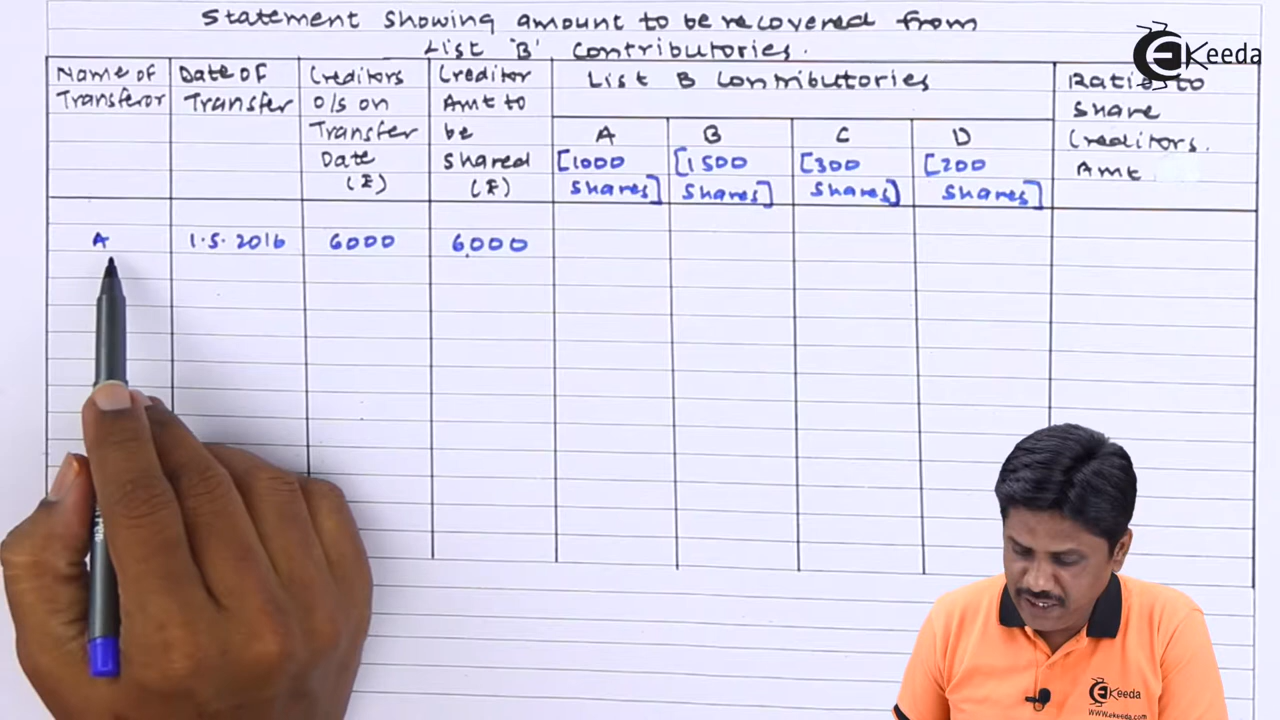 Statement showing amount to be recovered from
List 'B' Contributories.
Name of Transferor
Date of Transfer
Creditors o/s on Transfer Date (₹)
Creditor Amt to be shared (₹)
List B Contributories
A [1000 shares]
B [1500 shares]
C [300 shares]
D [200 shares]
Ratio to share Creditors. Amt
A 1.5.2016 6000 6000
eKeeda
eKeeda
www.ekeeda.com